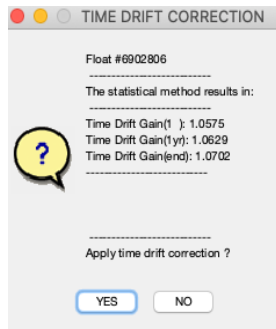 TIME DRIFT CORRECTION
Float #6902806
----------------------------
The statistical method results in:
----------------------------
Time Drift Gain(1  ): 1.0575
Time Drift Gain(1yr): 1.0629
Time Drift Gain(end): 1.0702
----------------------------
?
----------------------------
Apply time drift correction ?
YES
NO